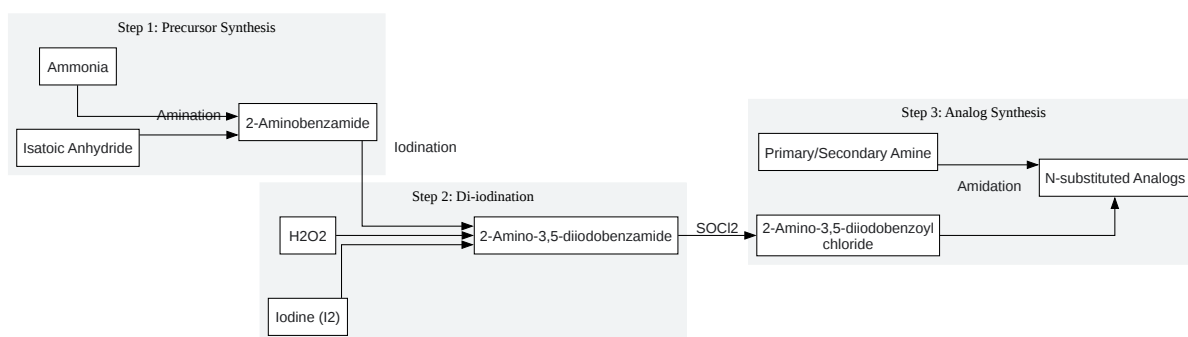 Step 1: Precursor Synthesis
Ammonia
Amination
2-Aminobenzamide
Isatoic Anhydride
Iodination
Step 2: Di-iodination
H2O2
2-Amino-3,5-diiodobenzamide
Iodine (I2)
SOCl2
Step 3: Analog Synthesis
Primary/Secondary Amine
Amidation
N-substituted Analogs
2-Amino-3,5-diiodobenzoyl
chloride